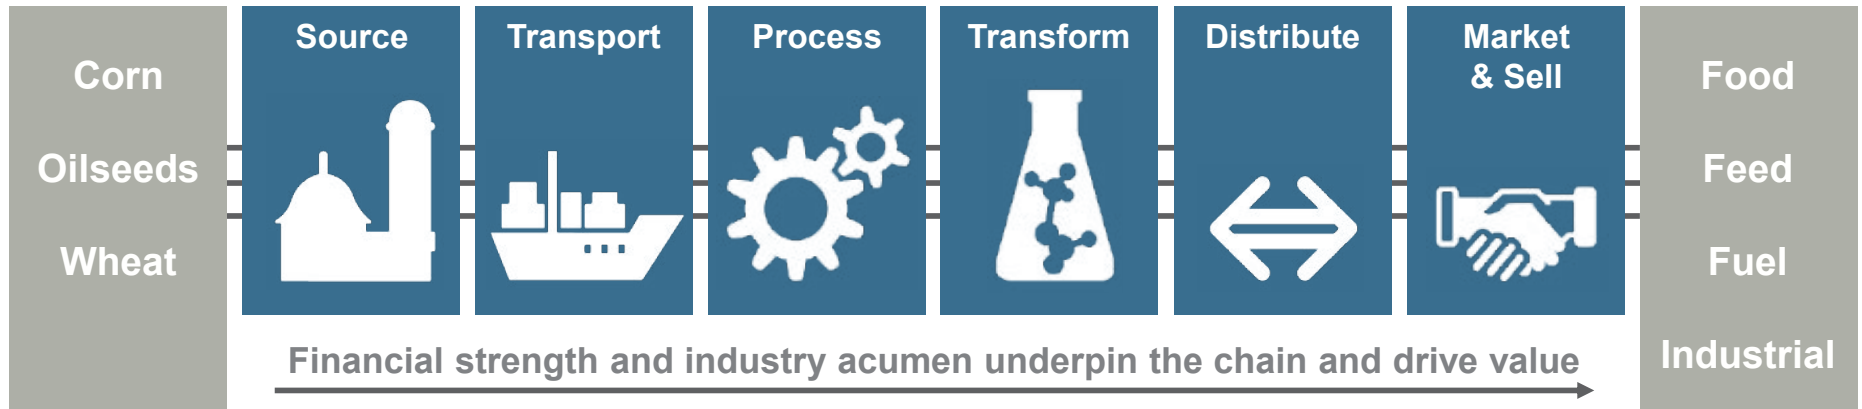 Corn
Oilseeds
Wheat
Source
Transport
Process
Transform
Distribute
Market
& Sell
Food
Feed
Fuel
Industrial
Financial strength and industry acumen underpin the chain and drive value